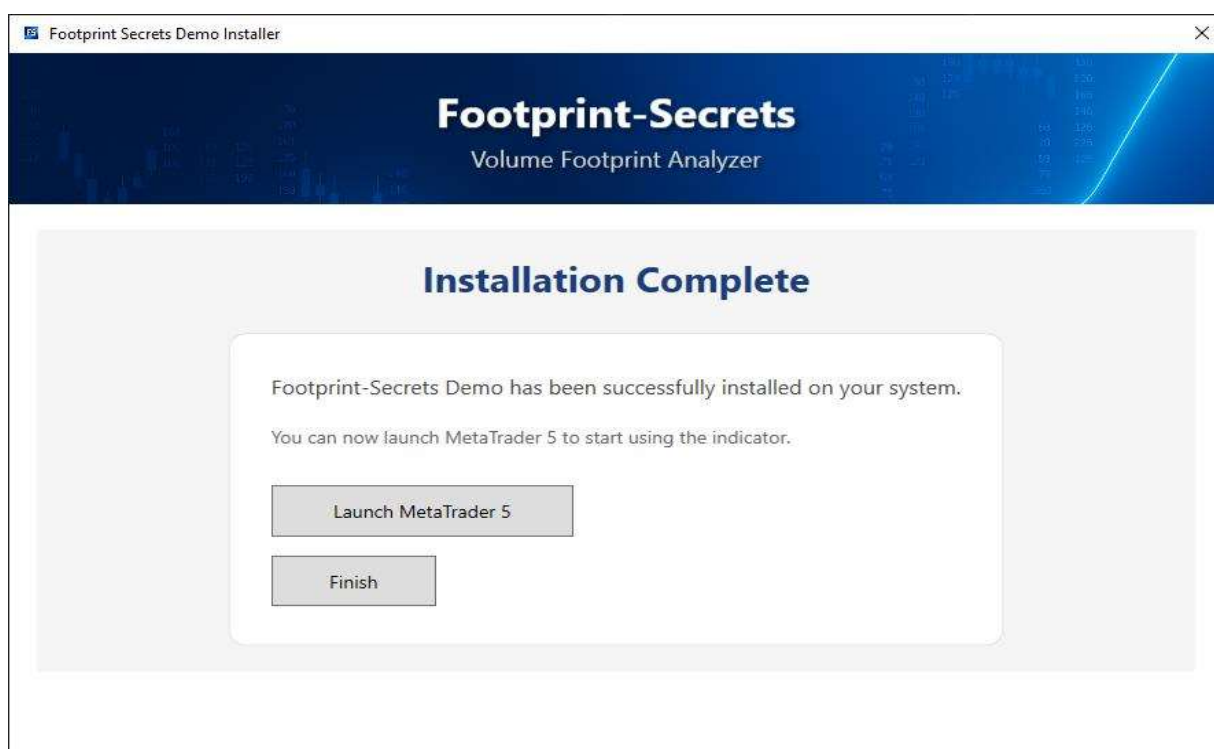 Footprint Secrets Demo Installer
Footprint-Secrets
Volume Footprint Analyzer
Installation Complete
Footprint-Secrets Demo has been successfully installed on your system.
You can now launch MetaTrader 5 to start using the indicator.
Launch MetaTrader 5
Finish